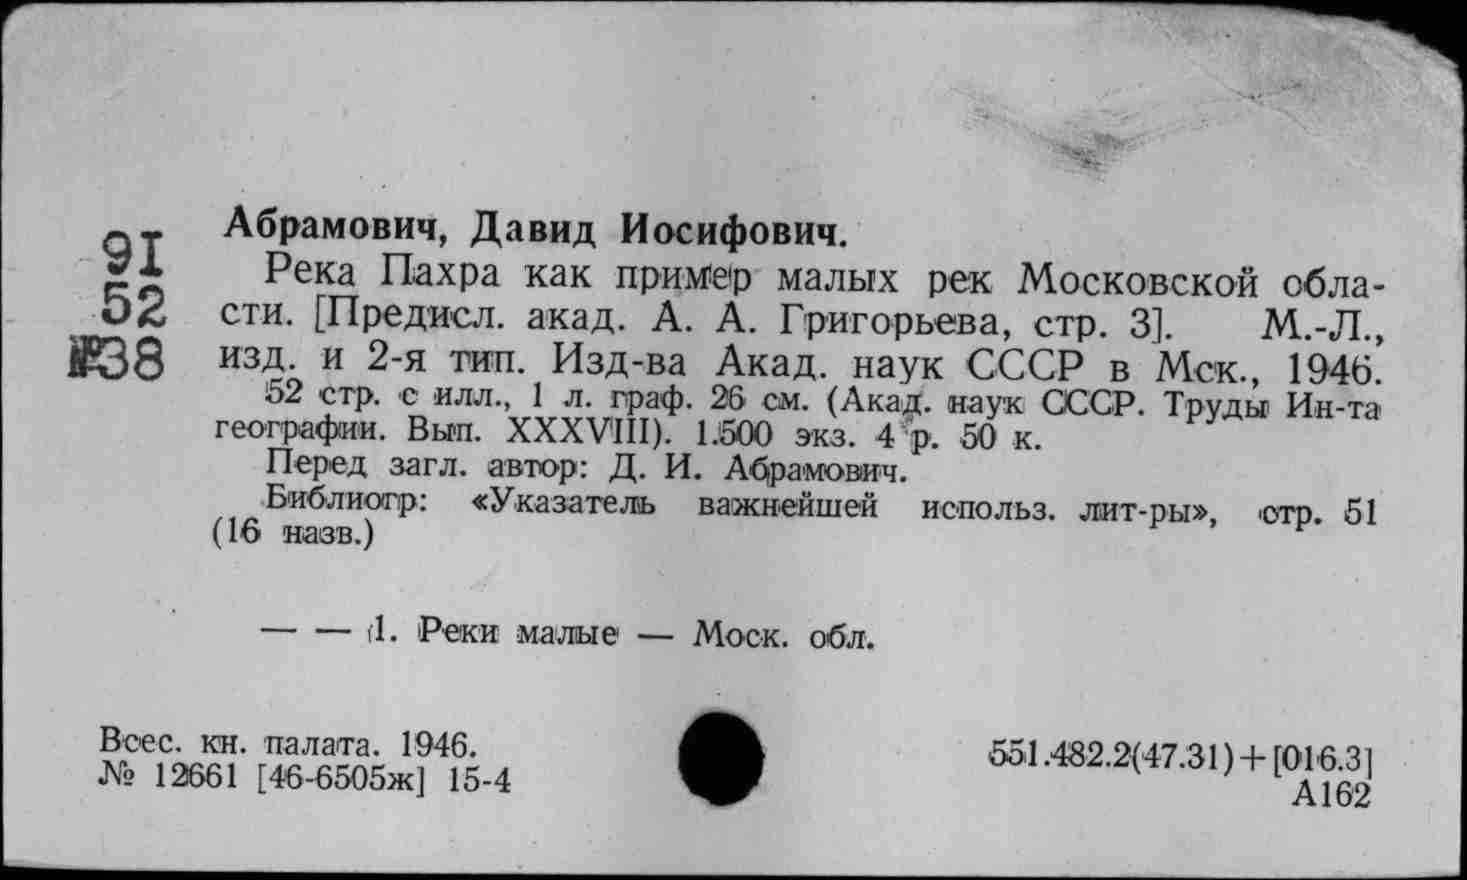 91
52
№38
Абрамович, Давид Иосифович.
Река Пахра как пример малых рек Московской обла-
сти. [Предисл. акад. А. А. Григорьева, стр. 3]. М.-Л.,
изд. и 2-я тип. Изд-ва Акад. наук СССР в Мск., 1946.
52 стр. с илл., 1 л. граф. 26 см. (Акад. наук СССР. Труды Ин-та
географии. Вып. XXXVIII). 1.500 экз. 4 р. 50 к.
Перед загл. автор: Д. И. Абрамович.
Библиогр: «Указатель важнейшей использ. лит-ры», стр. 51
(16 назв.)
— — 1. Реки малые — Моск. обл.
Всес. кн. палата. 1946.
№ 12661 [46-6505ж] 15-4
551.482.2(47.31)+[016.3]
А162